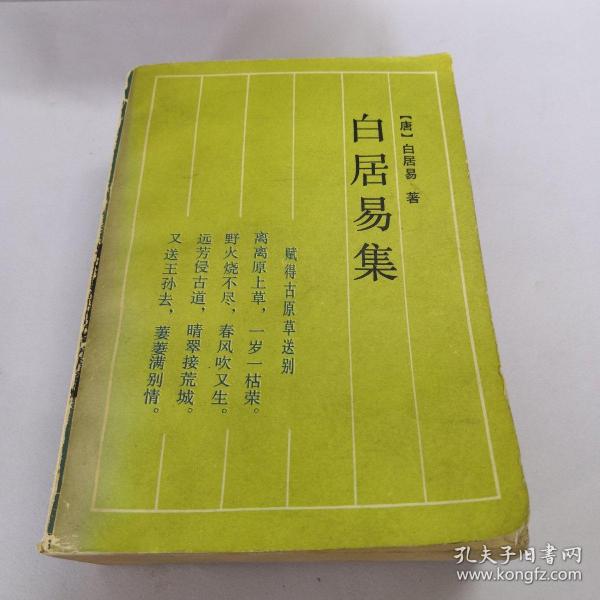 【唐】白居易 著
白居易集
赋得古原草送别
离离原上草，一岁一枯荣。
野火烧不尽，春风吹又生。
远芳侵古道，晴翠接荒城。
又送王孙去，萋萋满别情。
孔夫子旧书网
www.kongfz.com